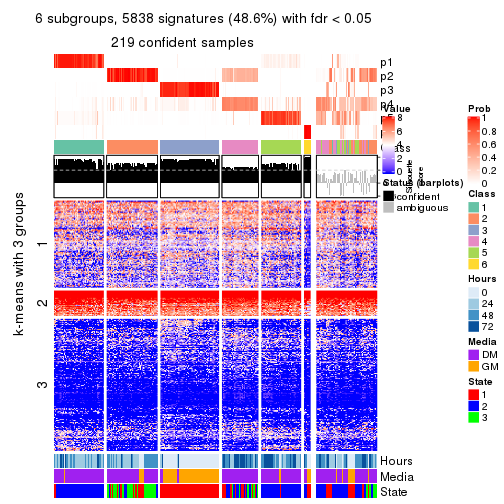 6 subgroups, 5838 signatures (48.6%) with fdr < 0.05
219 confident samples
p1
p2
p3
p4
Value
8
6
4
2
0
Silhouette
score
Status (barplots)
confident
ambiguous
k-means with 3 groups
1
2
3
Hours
Media
State
Prob
1
0.8
0.6
0.4
0.2
0
Class
1
2
3
4
5
6
Hours
0
24
48
72
Media
DM
GM
State
1
2
3